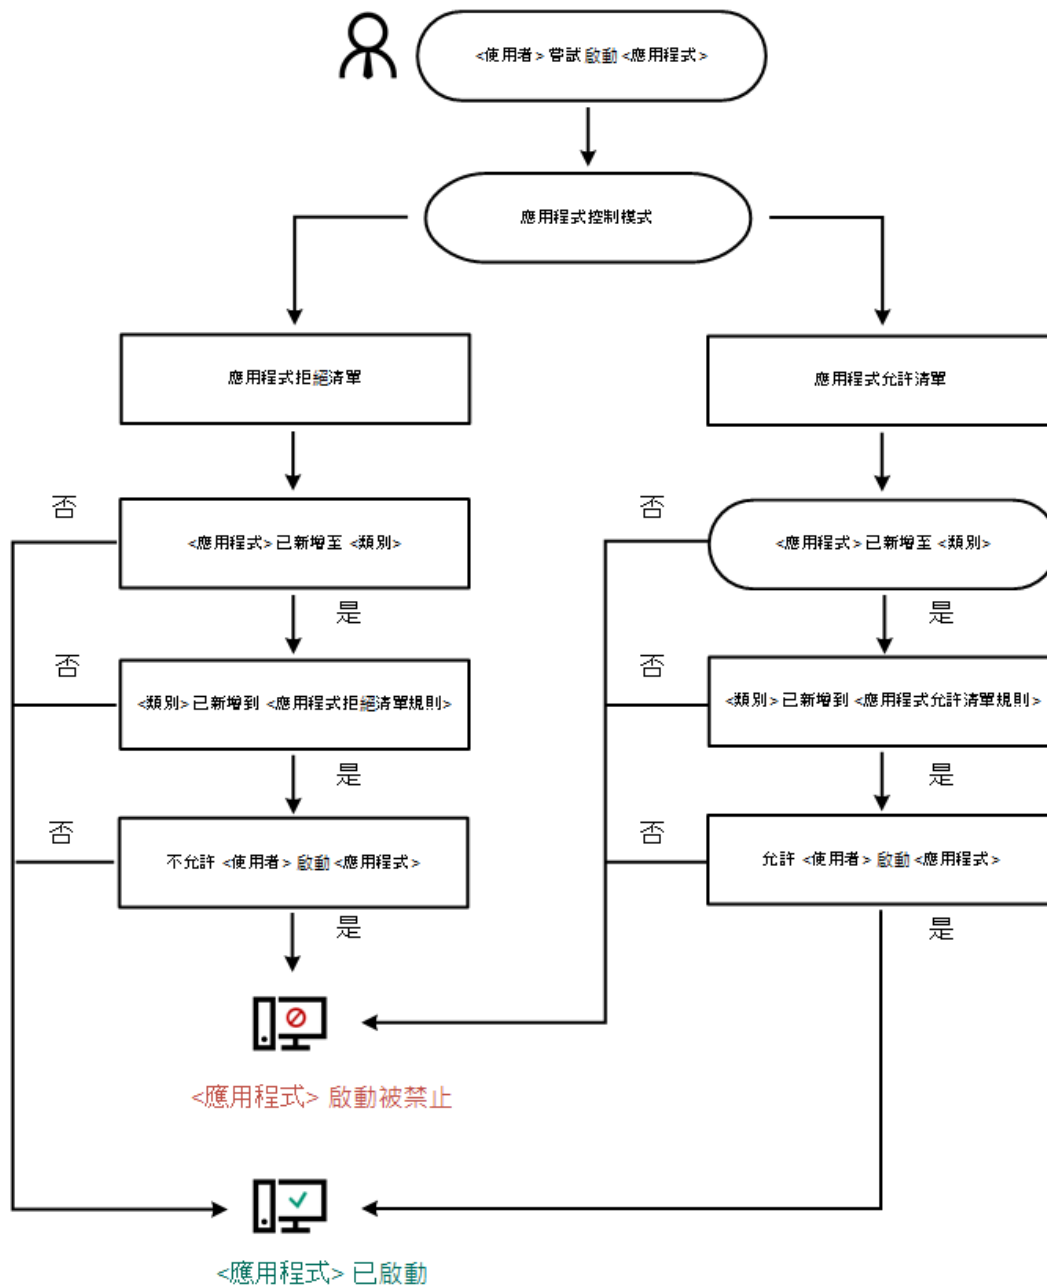 <使用者> 嘗試 啟動 <應用程式>
應用程式控制模式
應用程式拒絕清單
應用程式允許清單
否
<應用程式> 已新增至 <類別>
是
否
<應用程式> 已新增至 <類別>
是
否
<類別> 已新增到 <應用程式拒絕清單規則>
是
否
<類別> 已新增到 <應用程式允許清單規則>
是
否
不允許 <使用者> 啟動 <應用程式>
是
否
允許 <使用者> 啟動 <應用程式>
是
<應用程式> 啟動被禁止
<應用程式> 已啟動